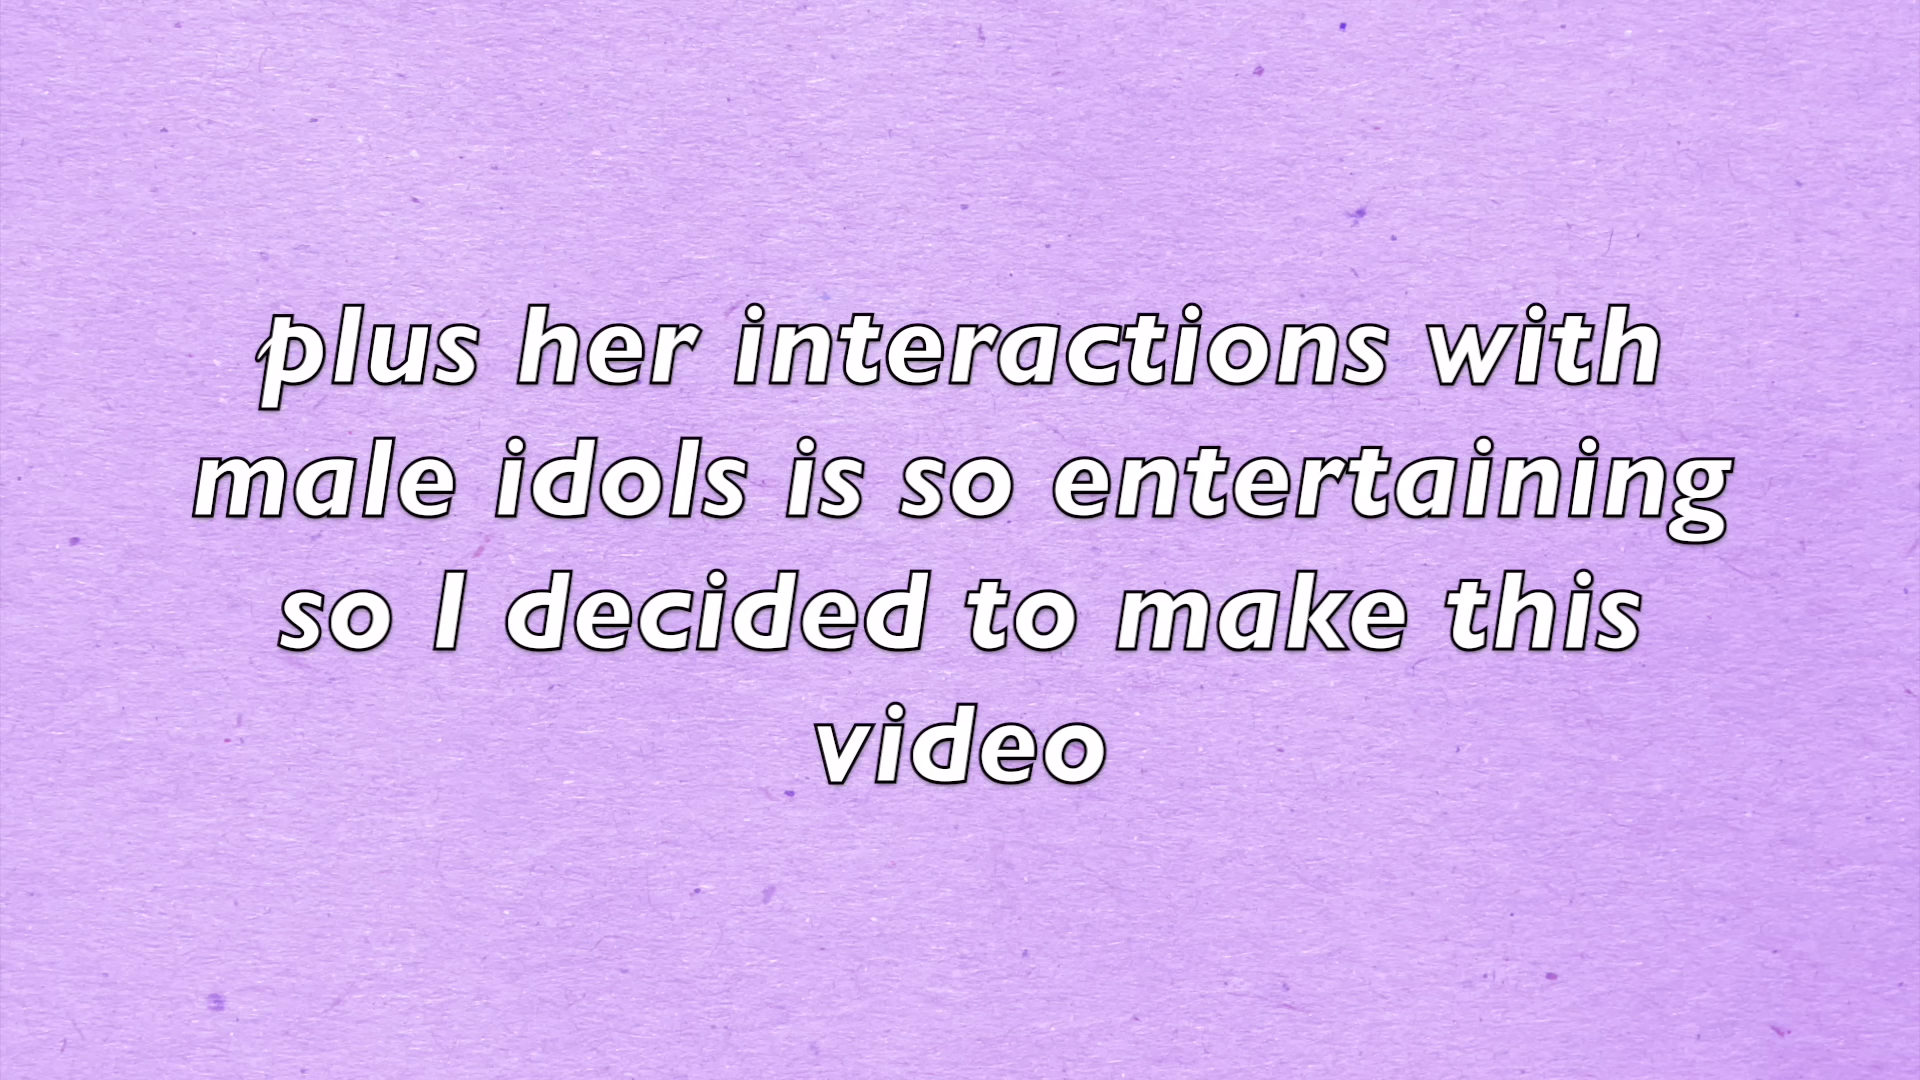 plus her interactions with
male idols is so entertaining
so I decided to make this
video